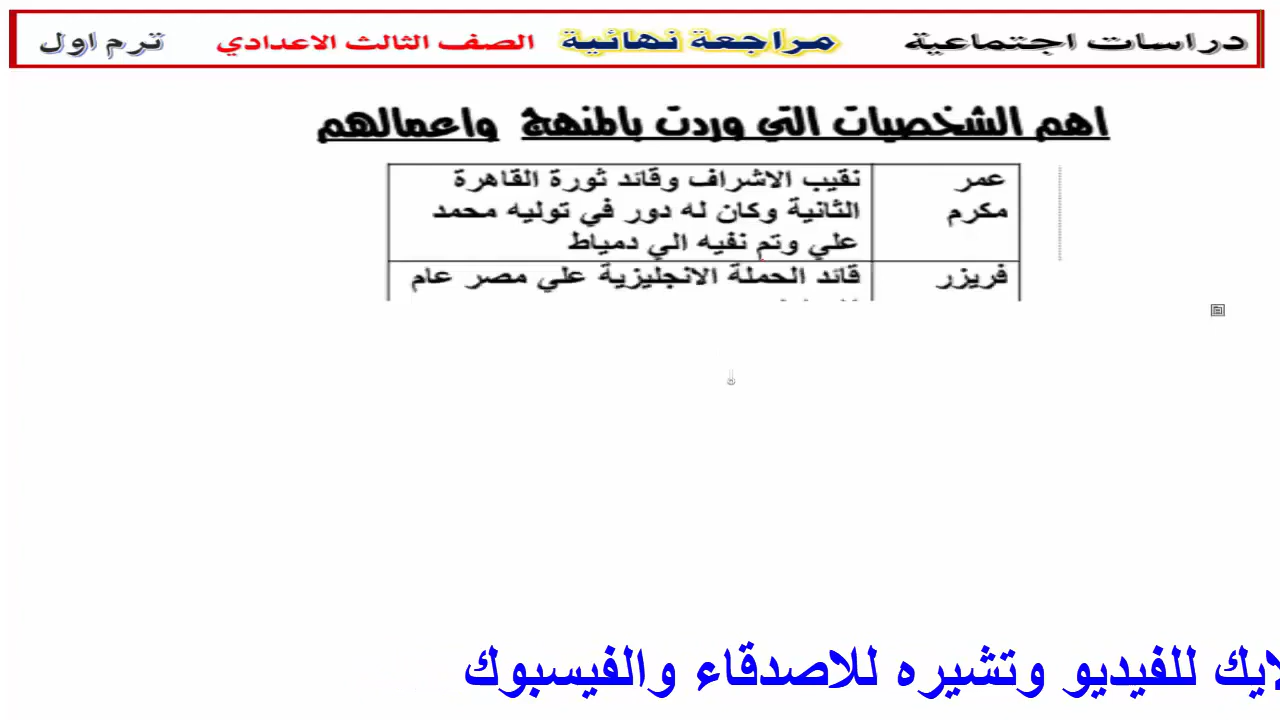 دراسات اجتماعية مراجعة نهائية الصف الثالث الاعدادي ترم اول
اهم الشخصيات التي وردت بالمنهج واعمالهم
عمر نقيب الاشراف وقائد ثورة القاهرة
مكرم الثانية وكان له دور في توليه محمد
علي وتم نفيه الي دمياط
فريزر قائد الحملة الانجليزية علي مصر عام
لايك للفيديو وتشيره للاصدقاء والفيسبوك